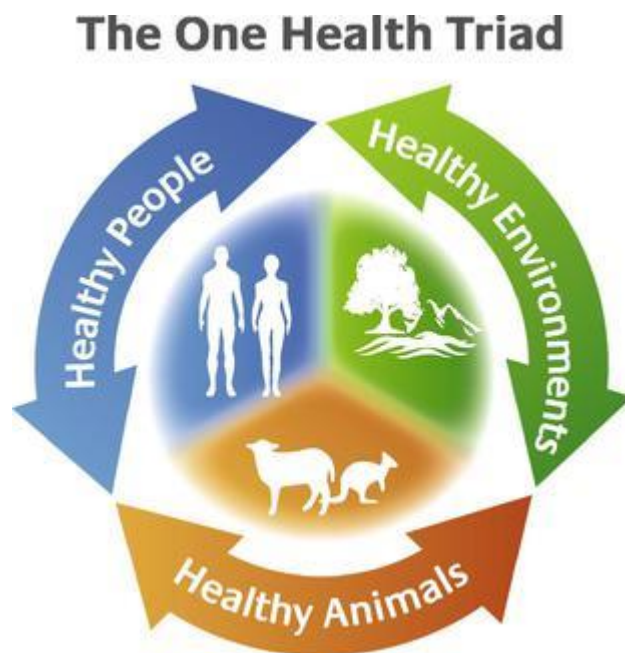 The One Health Triad
Healthy People
Healthy Environments
Healthy Animals